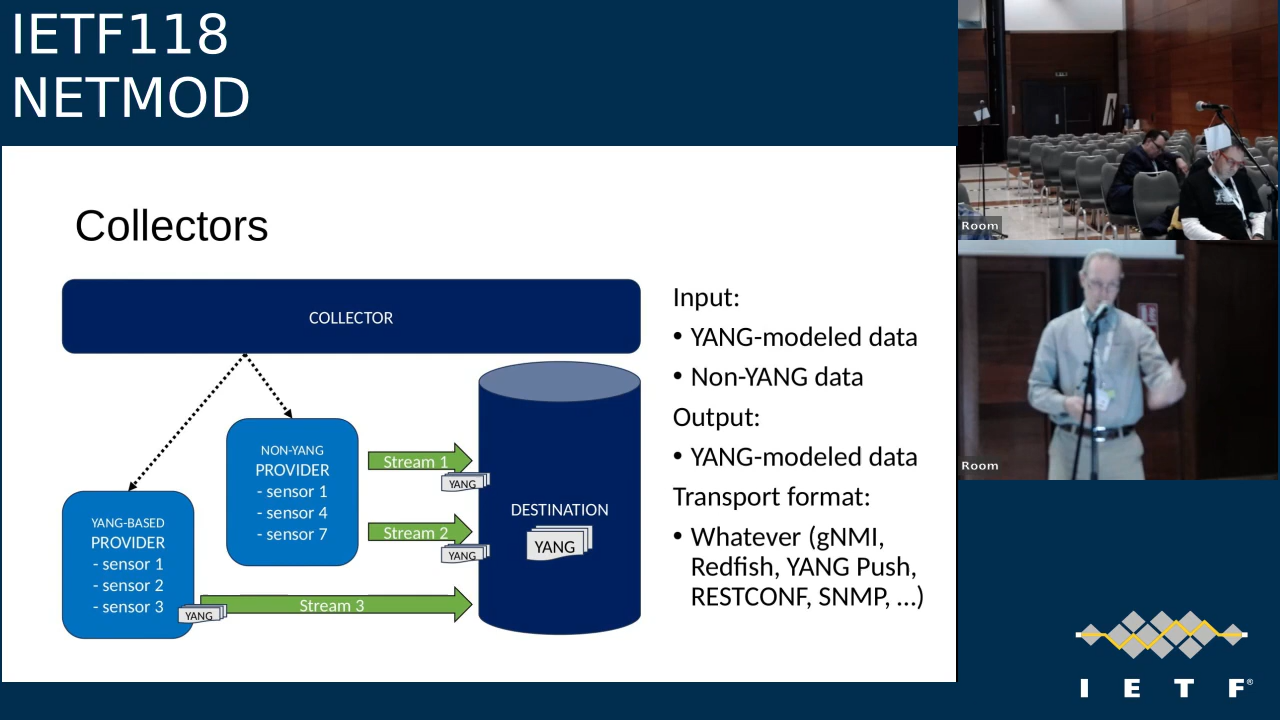 IETF118
NETMOD
Collectors
COLLECTOR
NON-YANG
PROVIDER
- sensor 1
- sensor 4
- sensor 7
YANG-BASED
PROVIDER
- sensor 1
- sensor 2
- sensor 3
YANG
Stream 1
YANG
Stream 2
YANG
Stream 3
DESTINATION
YANG
Input:
• YANG-modeled data
• Non-YANG data
Output:
• YANG-modeled data
Transport format:
• Whatever (gNMI,
Redfish, YANG Push,
RESTCONF, SNMP, ...)
Room
Room
I E T F®